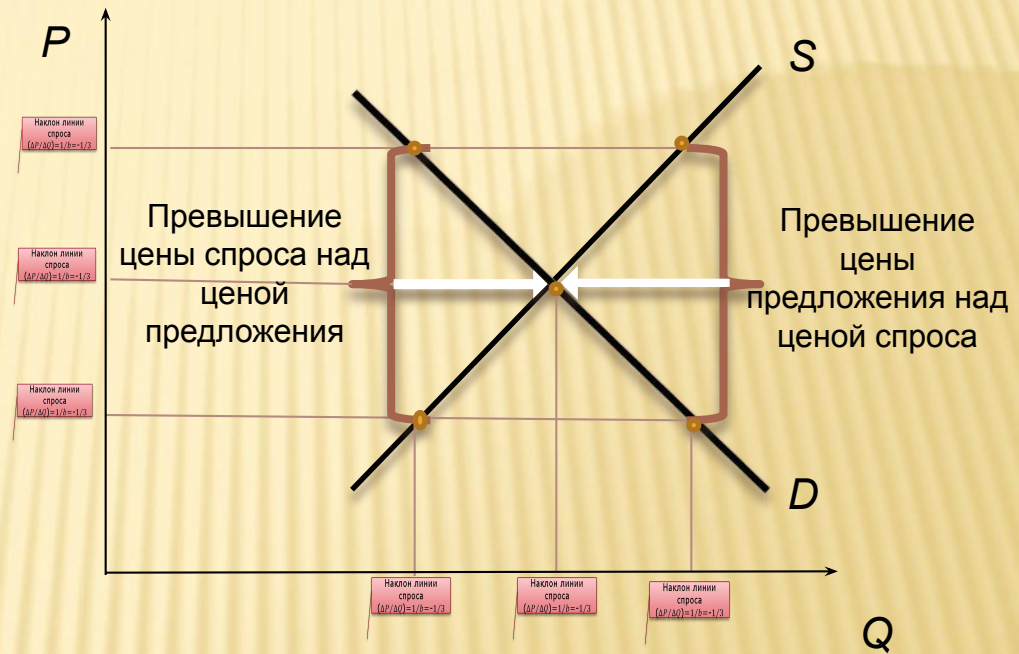 P
S
Наклон линии
спроса
(ΔP/ΔQ)=1/b=-1/3
Превышение
цены спроса над
ценой
предложения
Превышение
цены
предложения над
ценой спроса
Наклон линии
спроса
(ΔP/ΔQ)=1/b=-1/3
Наклон линии
спроса
(ΔP/ΔQ)=1/b=-1/3
D
Наклон линии
спроса
(ΔP/ΔQ)=1/b=-1/3
Наклон линии
спроса
(ΔP/ΔQ)=1/b=-1/3
Наклон линии
спроса
(ΔP/ΔQ)=1/b=-1/3
Q